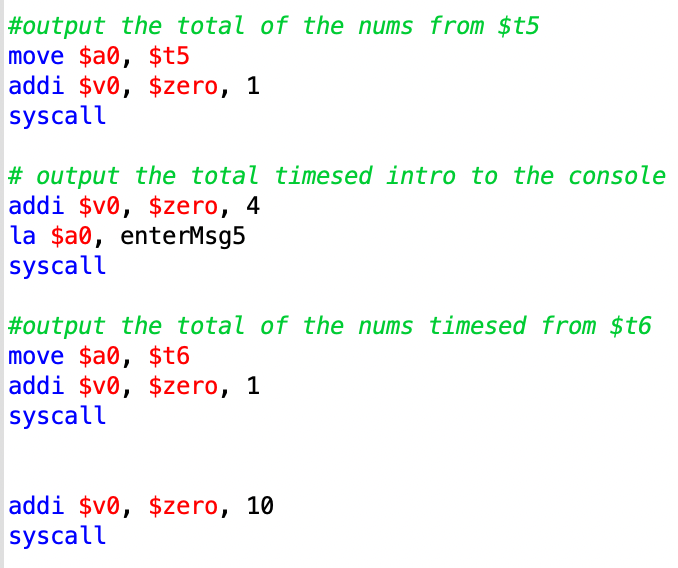 #output the total of the nums from $t5
move $a0, $t5
addi $v0, $zero, 1
syscall
# output the total timesed intro to the console
addi $v0, $zero, 4
la $a0, enterMsg5
syscall
#output the total of the nums timesed from $t6
move $a0, $t6
addi $v0, $zero, 1
syscall
addi $v0, $zero, 10
syscall